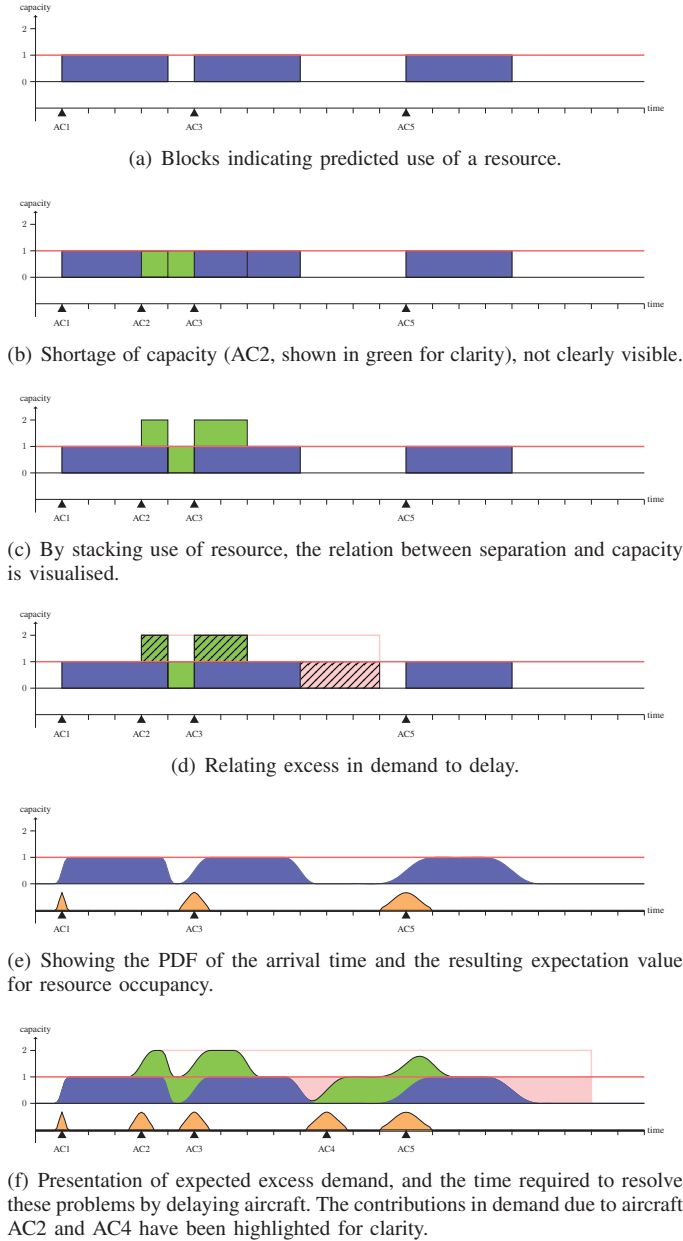 capacity
2
1
0
time
AC1 AC3 AC5
(a) Blocks indicating predicted use of a resource.
capacity
2
1
0
time
AC1 AC2 AC3 AC5
(b) Shortage of capacity (AC2, shown in green for clarity), not clearly visible.
capacity
2
1
0
time
AC1 AC2 AC3 AC5
(c) By stacking use of resource, the relation between separation and capacity
is visualised.
capacity
2
1
0
time
AC1 AC2 AC3 AC5
(d) Relating excess in demand to delay.
capacity
2
1
0
time
AC1 AC3 AC5
(e) Showing the PDF of the arrival time and the resulting expectation value
for resource occupancy.
capacity
2
1
0
time
AC1 AC2 AC3 AC4 AC5
(f) Presentation of expected excess demand, and the time required to resolve
these problems by delaying aircraft. The contributions in demand due to aircraft
AC2 and AC4 have been highlighted for clarity.